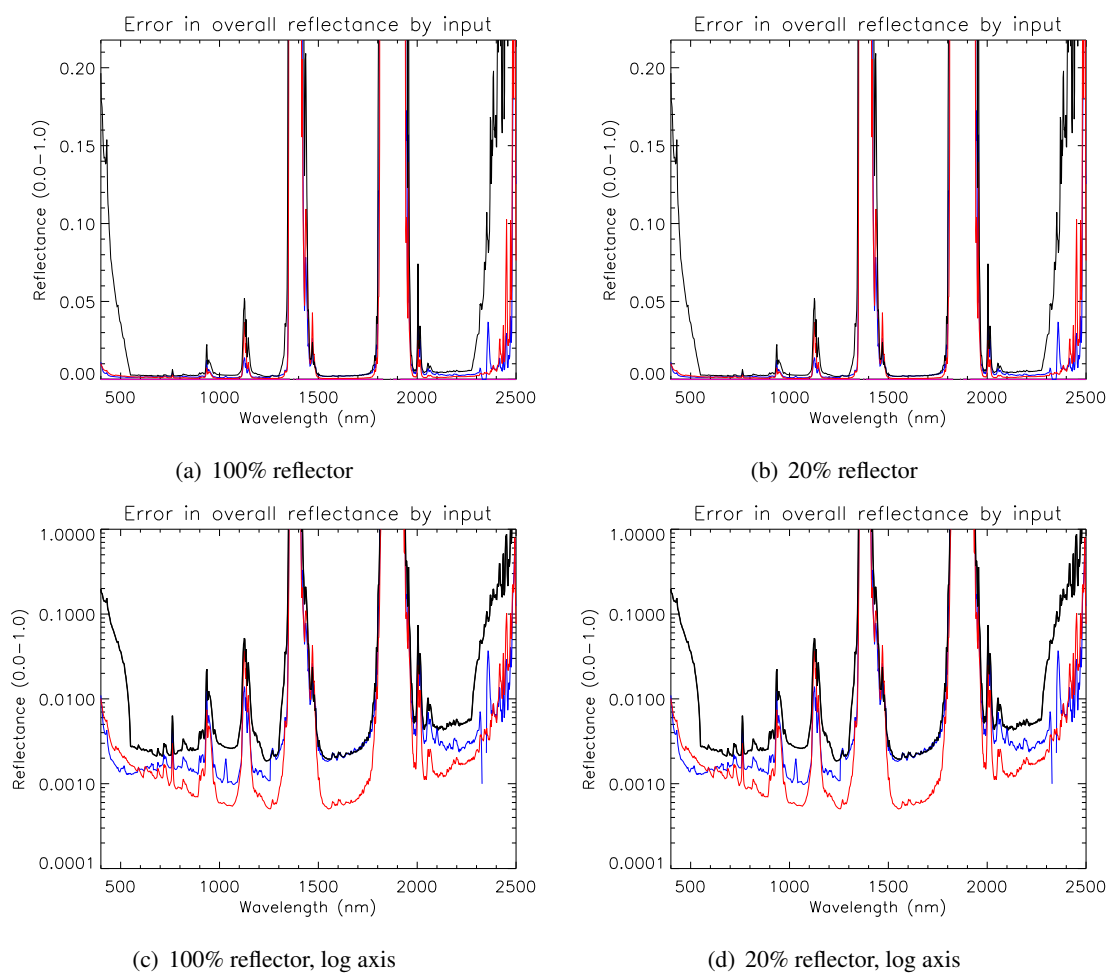 Error in overall reflectance by input
Reflectance (0.0−1.0)
0.20
0.15
0.10
0.05
0.00
500 1000 1500 2000 2500
Wavelength (nm)
(a) 100% reflector
Error in overall reflectance by input
Reflectance (0.0−1.0)
0.20
0.15
0.10
0.05
0.00
500 1000 1500 2000 2500
Wavelength (nm)
(b) 20% reflector
Error in overall reflectance by input
Reflectance (0.0−1.0)
1.0000
0.1000
0.0100
0.0010
0.0001
500 1000 1500 2000 2500
Wavelength (nm)
(c) 100% reflector, log axis
Error in overall reflectance by input
Reflectance (0.0−1.0)
1.0000
0.1000
0.0100
0.0010
0.0001
500 1000 1500 2000 2500
Wavelength (nm)
(d) 20% reflector, log axis